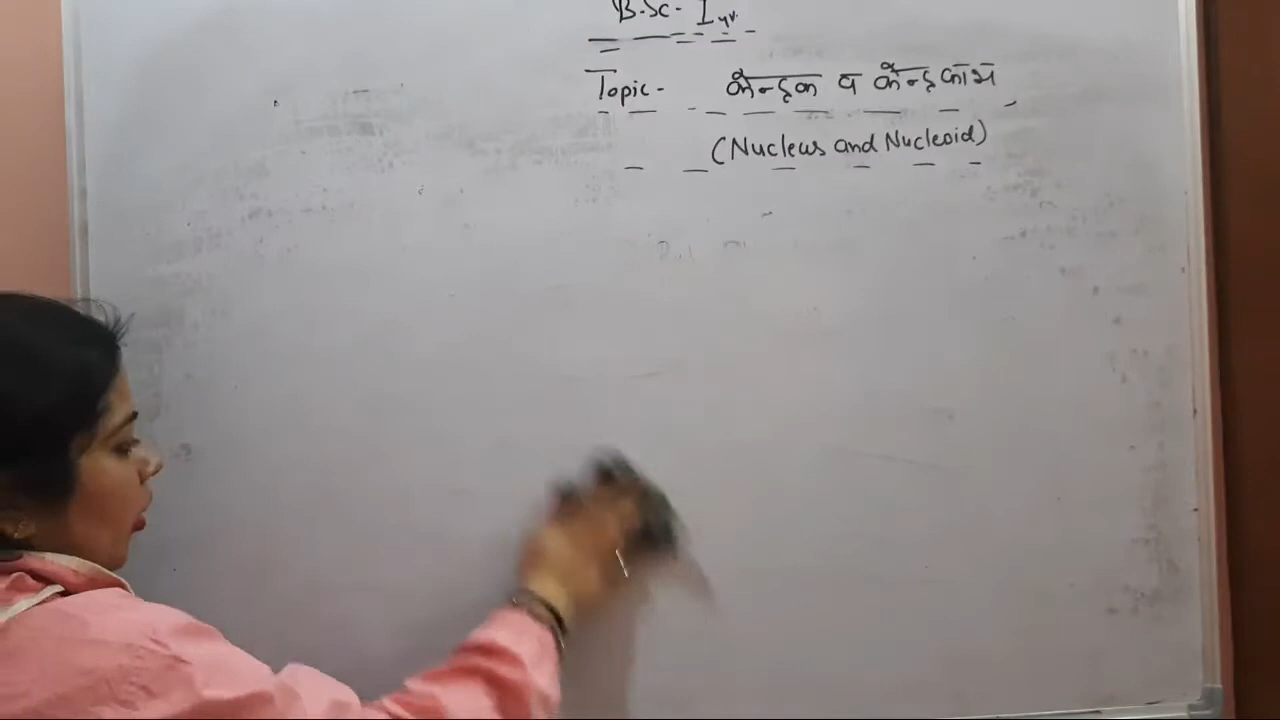 B.Sc. I yr.
Topic- केन्द्रक व केन्द्रकाभ
(Nucleus and Nucleoid)